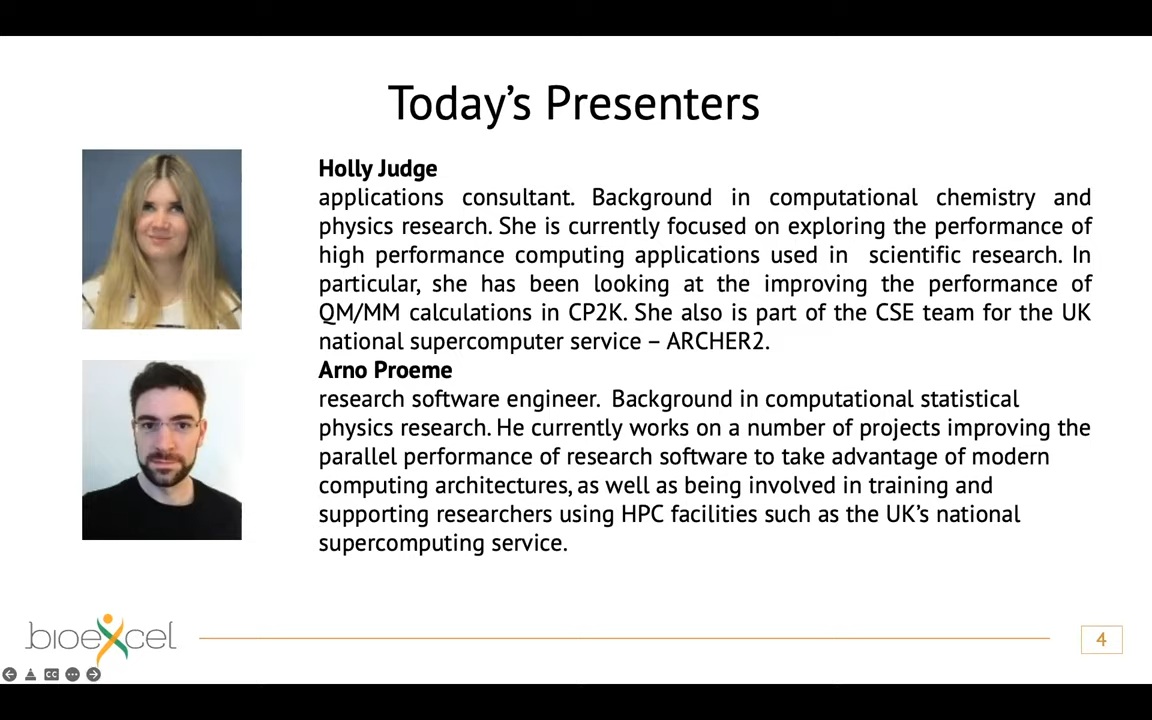 Today's Presenters
Holly Judge
applications consultant. Background in computational chemistry and
physics research. She is currently focused on exploring the performance of
high performance computing applications used in scientific research. In
particular, she has been looking at the improving the performance of
QM/MM calculations in CP2K. She also is part of the CSE team for the UK
national supercomputer service – ARCHER2.
Arno Proeme
research software engineer. Background in computational statistical
physics research. He currently works on a number of projects improving the
parallel performance of research software to take advantage of modern
computing architectures, as well as being involved in training and
supporting researchers using HPC facilities such as the UK's national
supercomputing service.
bioexcel
4
CC